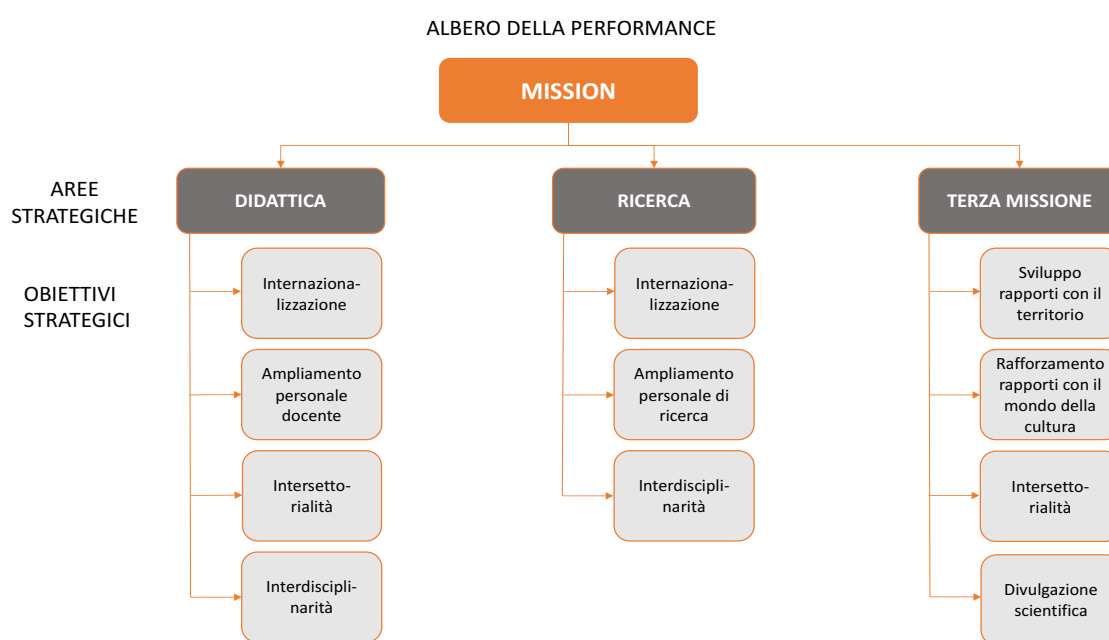 ALBERO DELLA PERFORMANCE
MISSION
AREE
STRATEGICHE
DIDATTICA
RICERCA
TERZA MISSIONE
OBIETTIVI
STRATEGICI
Internaziona-
lizzazione
Ampliamento
personale
docente
Intersetto-
rialità
Interdiscipli-
narità
Internaziona-
lizzazione
Ampliamento
personale di
ricerca
Interdiscipli-
narità
Sviluppo
rapporti con il
territorio
Rafforzamento
rapporti con il
mondo della
cultura
Intersetto-
rialità
Divulgazione
scientifica